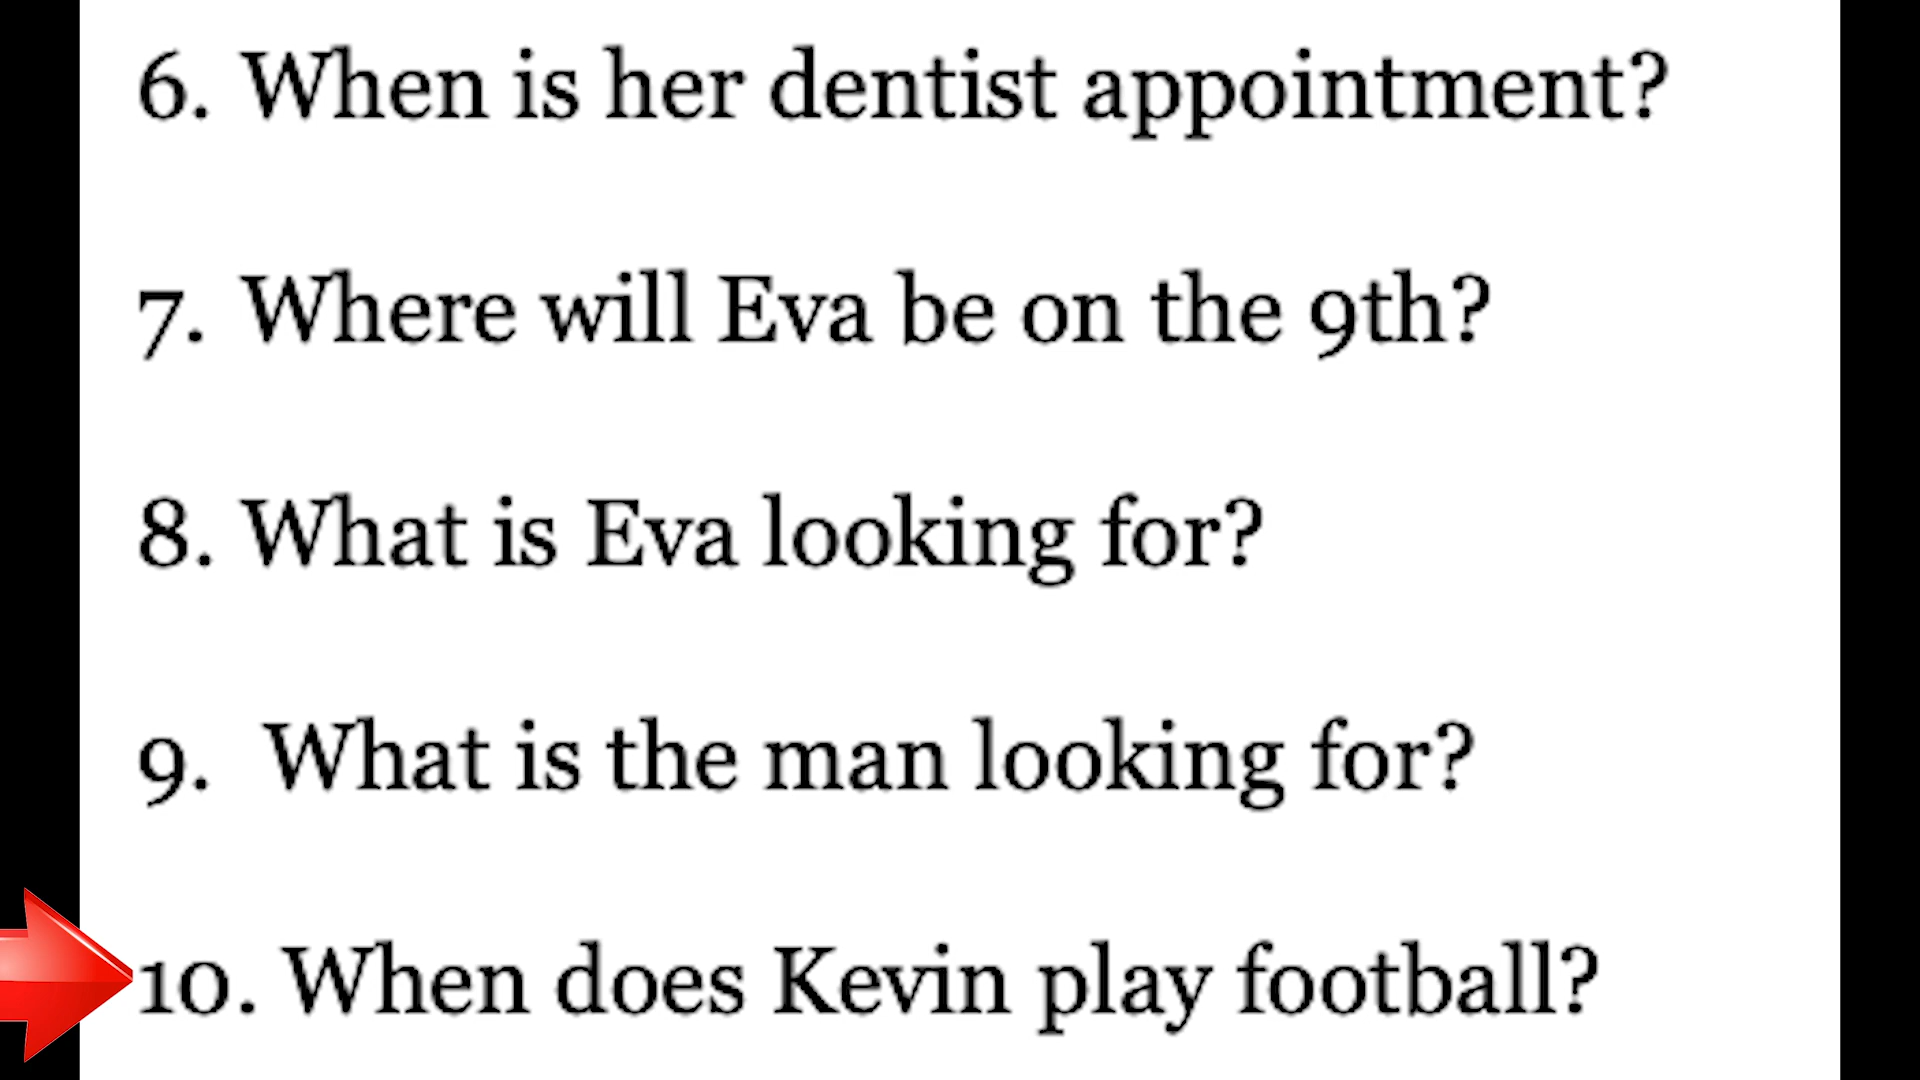 6. When is her dentist appointment?
7. Where will Eva be on the 9th?
8. What is Eva looking for?
9. What is the man looking for?
10. When does Kevin play football?